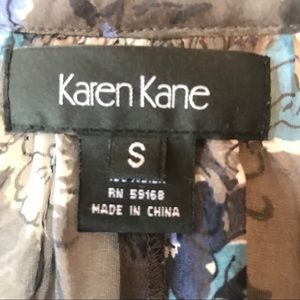 Karen Kane
S
RN 59168
MADE IN CHINA